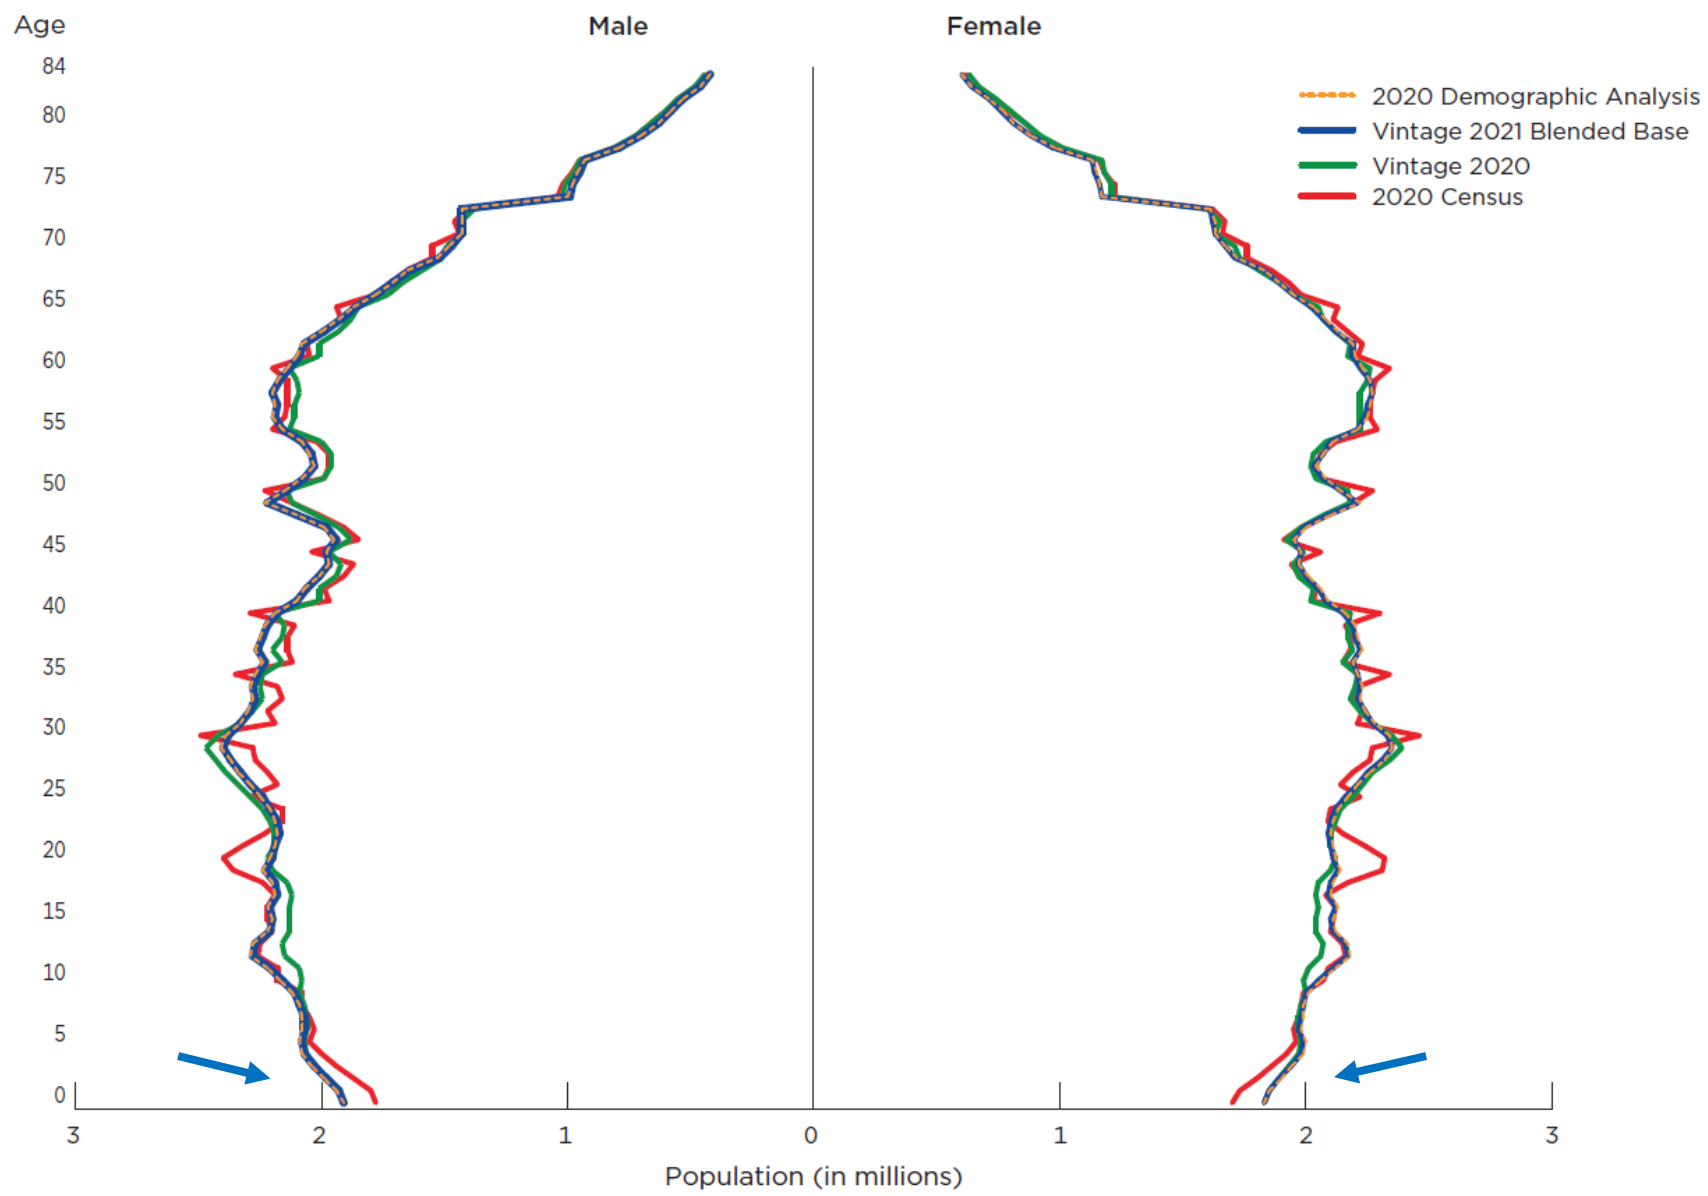 Age
Male
Female
84
80
75
70
65
60
55
50
45
40
35
30
25
20
15
10
5
0
2020 Demographic Analysis
Vintage 2021 Blended Base
Vintage 2020
2020 Census
3 2 1 0 1 2 3
Population (in millions)